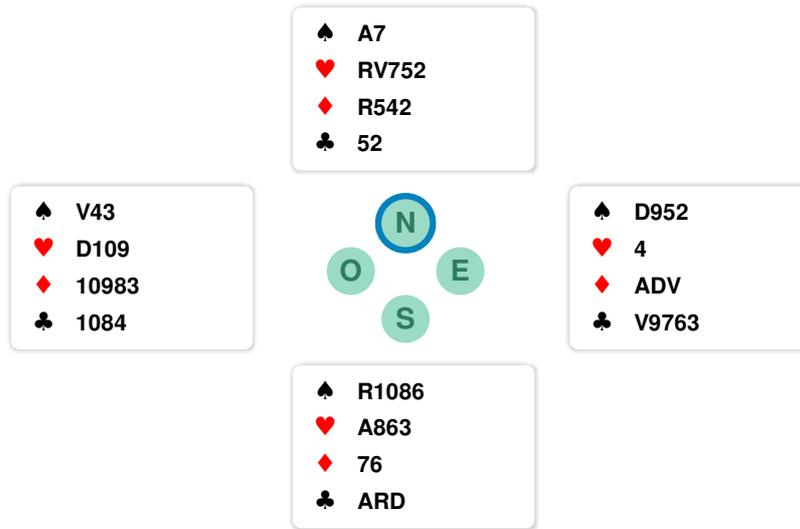 ♠ A7
♥ RV752
♦ R542
♣ 52
♠ V43
♥ D109
♦ 10983
♣ 1084
N
O E
S
♠ D952
♥ 4
♦ ADV
♣ V9763
♠ R1086
♥ A863
♦ 76
♣ ARD